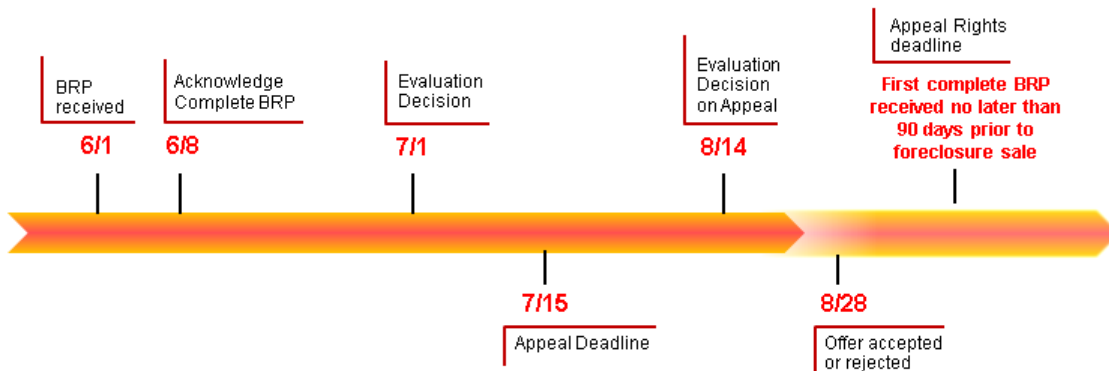 BRP
received
6/1
Acknowledge
Complete BRP
6/8
Evaluation
Decision
7/1
Appeal Deadline
7/15
Evaluation
Decision
on Appeal
8/14
8/28
Offer accepted
or rejected
Appeal Rights
deadline
First complete BRP
received no later than
90 days prior to
foreclosure sale